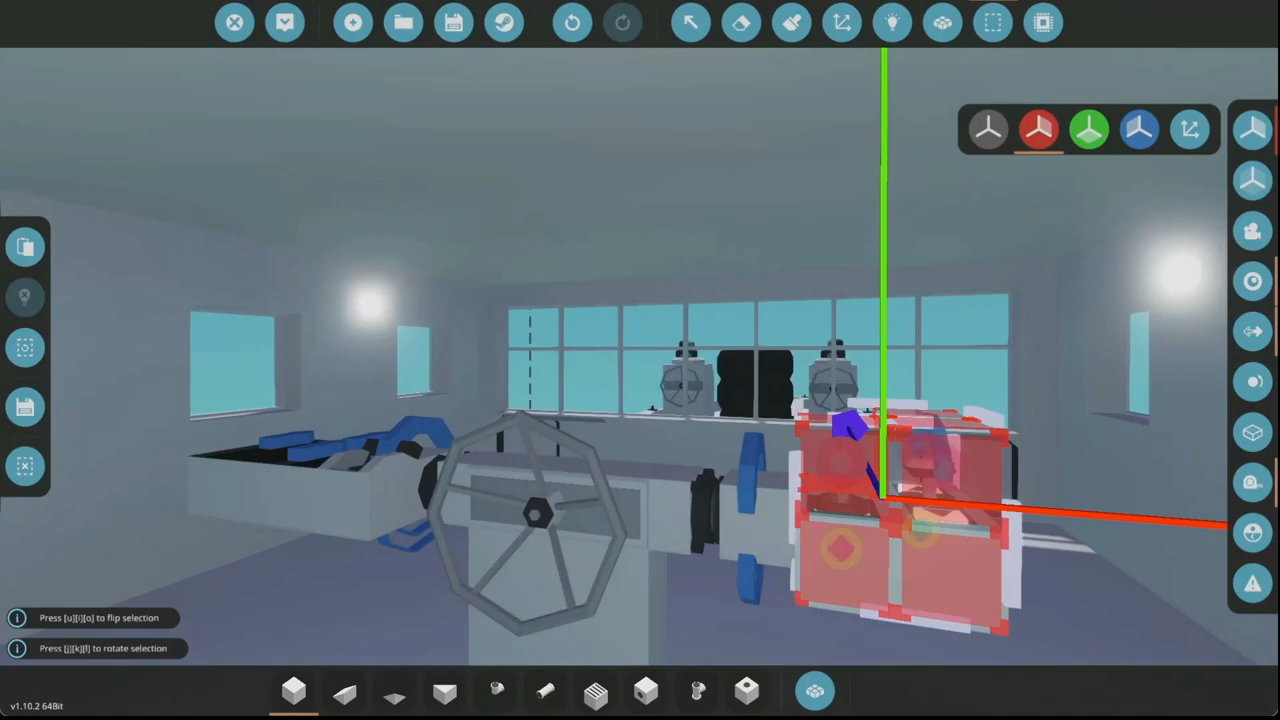 Press [u][i][o] to flip selection
Press [j][k][l] to rotate selection
v1.10.2 64Bit